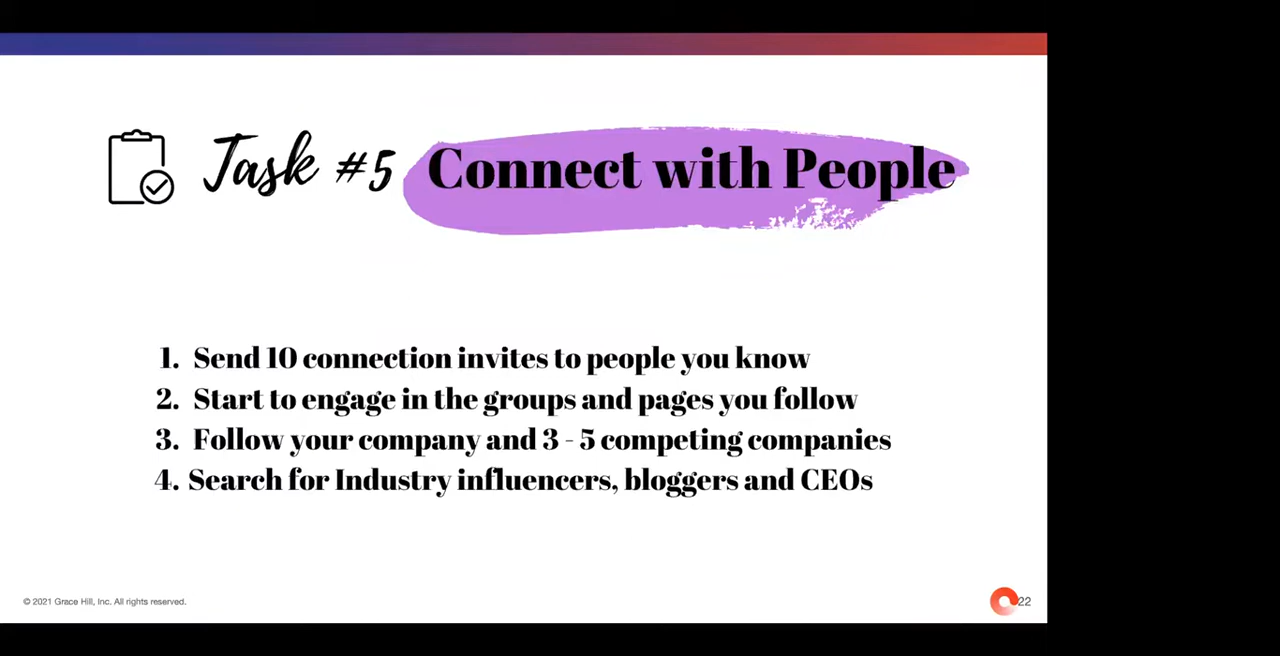 Task #5 Connect with People
1. Send 10 connection invites to people you know
2. Start to engage in the groups and pages you follow
3. Follow your company and 3 - 5 competing companies
4. Search for Industry influencers, bloggers and CEOs
© 2021 Grace Hill, Inc. All rights reserved.
22